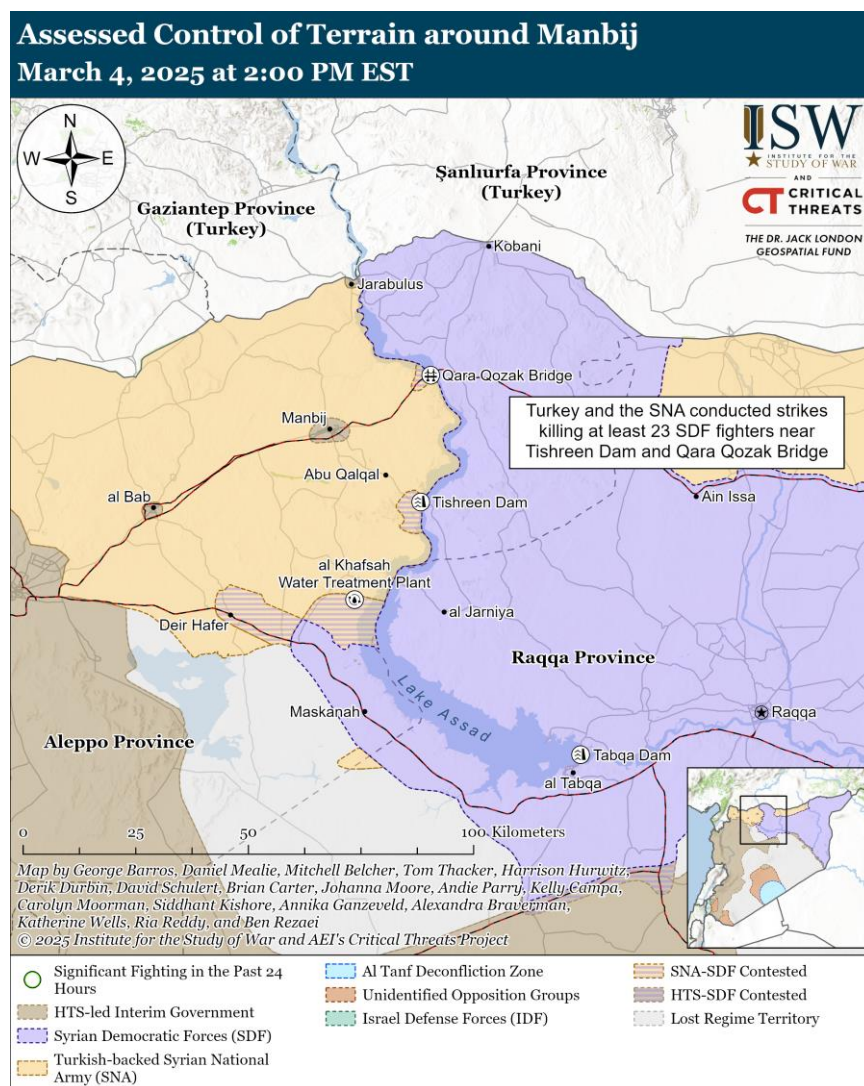 Assessed Control of Terrain around Manbij
March 4, 2025 at 2:00 PM EST
N
W
E
S
ISW
INSTITUTE FOR THE
STUDY OF WAR
AND
CT CRITICAL
THREATS
THE DR. JACK LONDON
GEOSPATIAL FUND
Şanlıurfa Province
(Turkey)
Gaziantep Province
(Turkey)
Kobani
Jarabulus
Qara-Qozak Bridge
Turkey and the SNA conducted strikes
killing at least 23 SDF fighters near
Tishreen Dam and Qara Qozak Bridge
Manbij
Abu Qalqal
al Bab
Tishreen Dam
Ain Issa
al Khafsah
Water Treatment Plant
Deir Hafer
al Jarniya
Raqqa Province
Maskanah
Lake Assad
Raqqa
Aleppo Province
Tabqa Dam
al Tabqa
0
25
50
100 Kilometers
Map by George Barros, Daniel Mealie, Mitchell Belcher, Tom Thacker, Harrison Hurwitz,
Derik Durbin, David Schulert, Brian Carter, Johanna Moore, Andie Parry, Kelly Campa,
Carolyn Moorman, Siddhant Kishore, Annika Ganzeveld, Alexandra Braverman,
Katherine Wells, Ria Reddy, and Ben Rezaei
© 2025 Institute for the Study of War and AEI's Critical Threats Project
Significant Fighting in the Past 24
Hours
HTS-led Interim Government
Syrian Democratic Forces (SDF)
Turkish-backed Syrian National
Army (SNA)
Al Tanf Deconfliction Zone
Unidentified Opposition Groups
Israel Defense Forces (IDF)
SNA-SDF Contested
HTS-SDF Contested
Lost Regime Territory